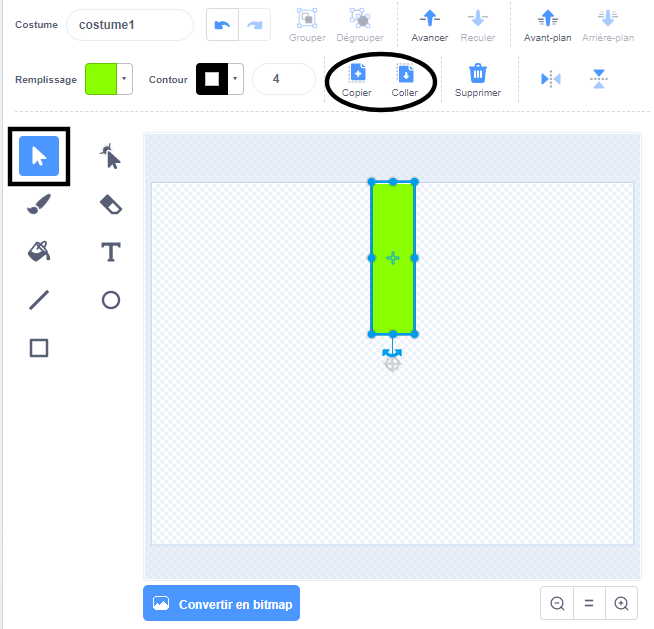 Costume costume1
Grouper Dégrouper Avancer Reculer Avant-plan Arrière-plan
Remplissage Contour 4 Copier Coller Supprimer
T
Convertir en bitmap